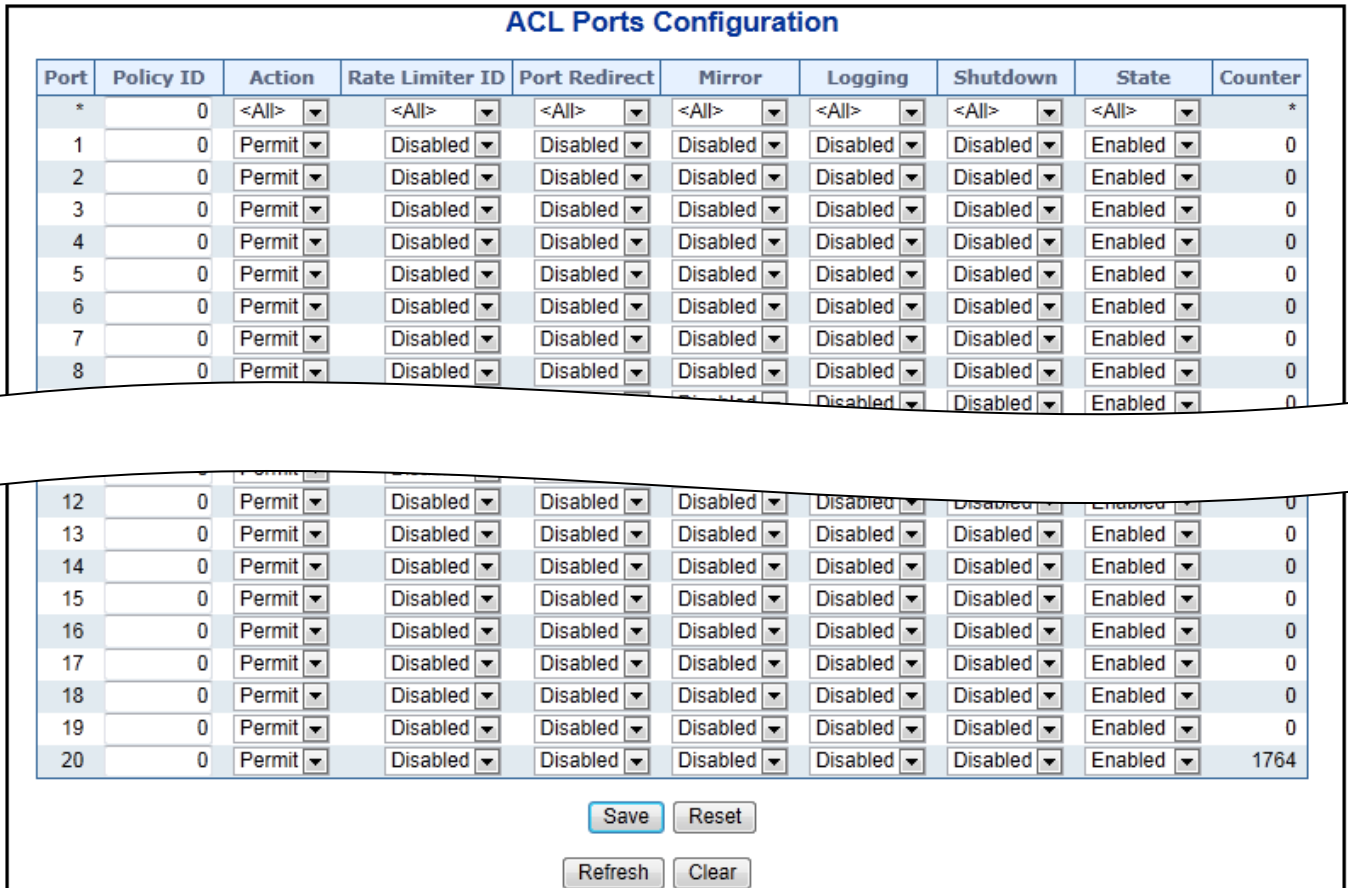 ACL Ports Configuration
Port Policy ID Action Rate Limiter ID Port Redirect Mirror Logging Shutdown State Counter
* 0 <All> <All> <All> <All> <All> <All> <All> *
1 0 Permit Disabled Disabled Disabled Disabled Disabled Enabled 0
2 0 Permit Disabled Disabled Disabled Disabled Disabled Enabled 0
3 0 Permit Disabled Disabled Disabled Disabled Disabled Enabled 0
4 0 Permit Disabled Disabled Disabled Disabled Disabled Enabled 0
5 0 Permit Disabled Disabled Disabled Disabled Disabled Enabled 0
6 0 Permit Disabled Disabled Disabled Disabled Disabled Enabled 0
7 0 Permit Disabled Disabled Disabled Disabled Disabled Enabled 0
8 0 Permit Disabled Disabled Disabled Disabled Disabled Enabled 0
Disabled Disabled Enabled 0
12 0 Permit Disabled Disabled Disabled Disabled Disabled Enabled 0
13 0 Permit Disabled Disabled Disabled Disabled Disabled Enabled 0
14 0 Permit Disabled Disabled Disabled Disabled Disabled Enabled 0
15 0 Permit Disabled Disabled Disabled Disabled Disabled Enabled 0
16 0 Permit Disabled Disabled Disabled Disabled Disabled Enabled 0
17 0 Permit Disabled Disabled Disabled Disabled Disabled Enabled 0
18 0 Permit Disabled Disabled Disabled Disabled Disabled Enabled 0
19 0 Permit Disabled Disabled Disabled Disabled Disabled Enabled 0
20 0 Permit Disabled Disabled Disabled Disabled Disabled Enabled 1764
Save Reset
Refresh Clear